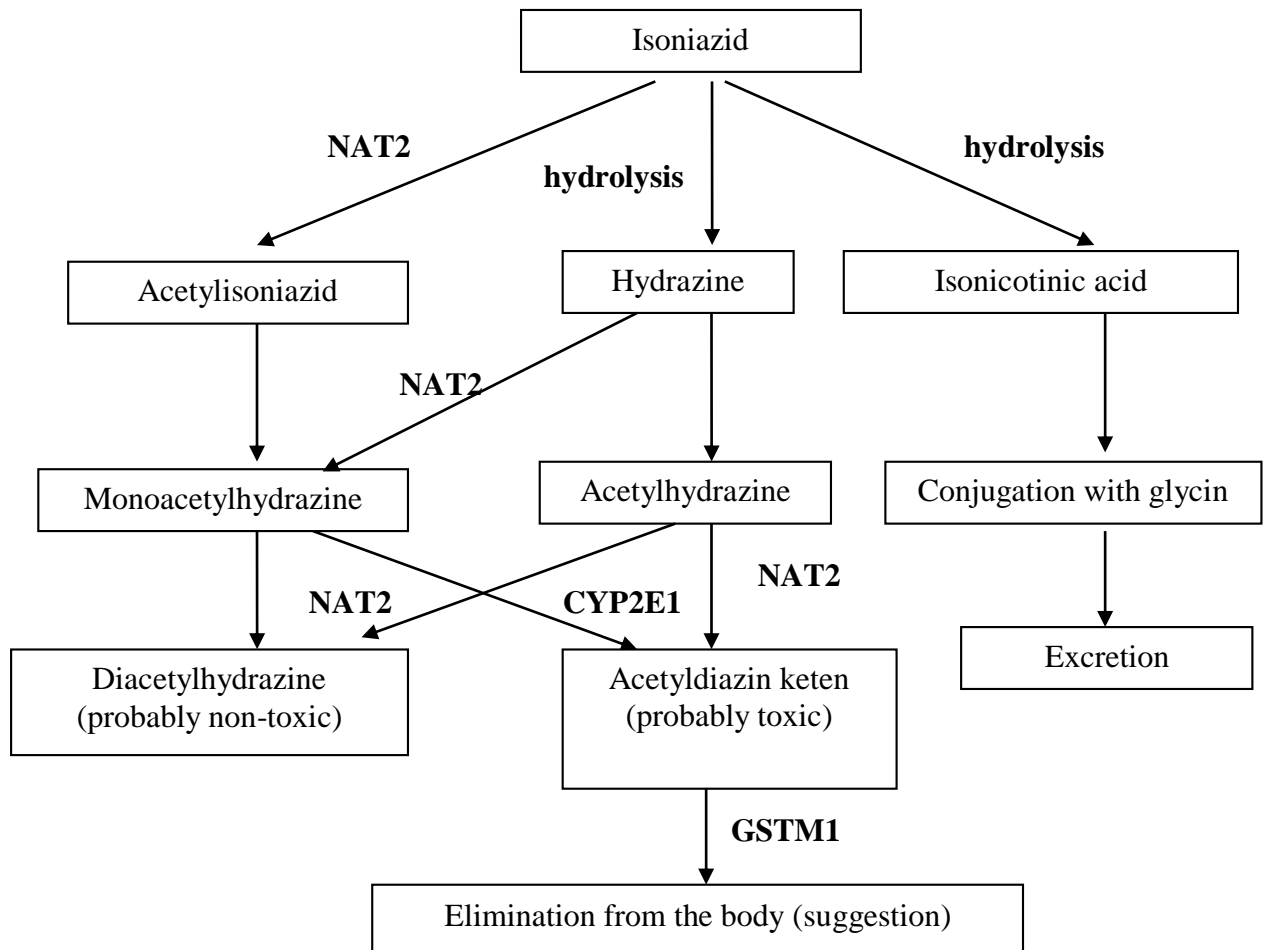 Isoniazid
NAT2
hydrolysis
hydrolysis
Acetylisoniazid
Hydrazine
Isonicotinic acid
NAT2
Monoacetylhydrazine
Acetylhydrazine
Conjugation with glycin
NAT2
CYP2E1
NAT2
Diacetylhydrazine
(probably non-toxic)
Acetyldiazin keten
(probably toxic)
Excretion
GSTM1
Elimination from the body (suggestion)